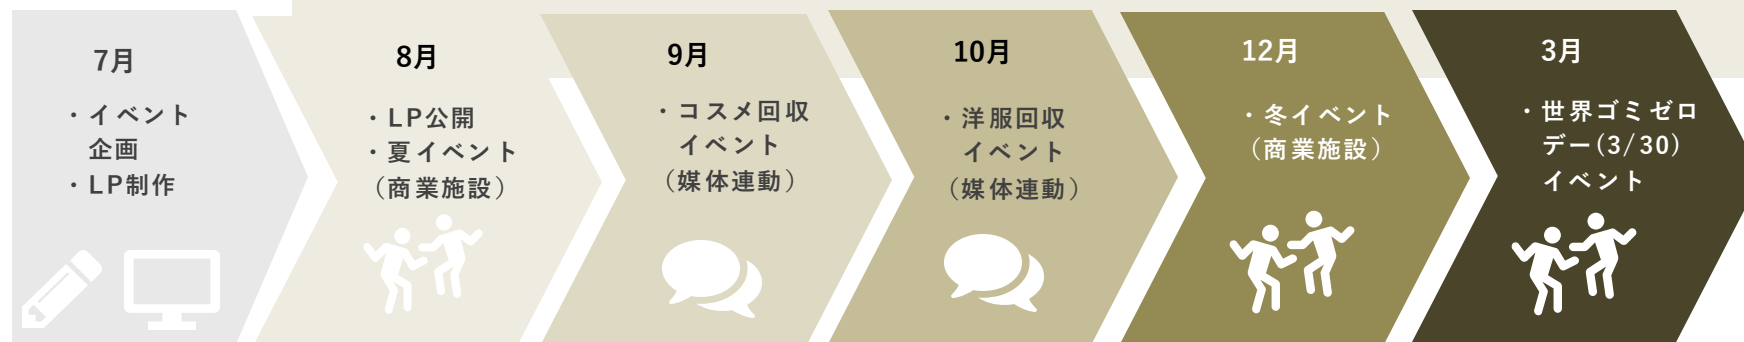 7月
・イベント
企画
・LP制作
8月
・LP公開
・夏イベント
（商業施設）
9月
・コスメ回収
イベント
（媒体連動）
10月
・洋服回収
イベント
（媒体連動）
12月
・冬イベント
（商業施設）
3月
・世界ゴミゼロ
デー(3/30)
イベント